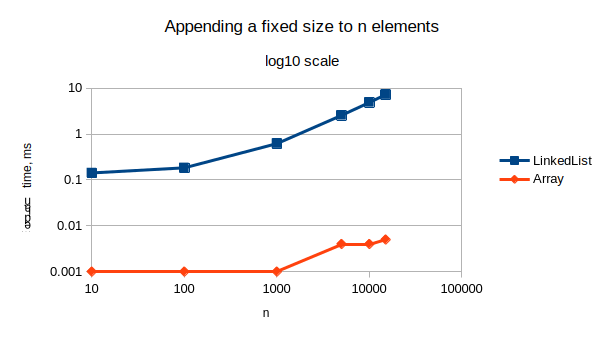 Appending a fixed size to n elements
log10 scale
10
1
0.1
0.01
0.001
time, ms
10
100
1000
10000
100000
n
LinkedList
Array